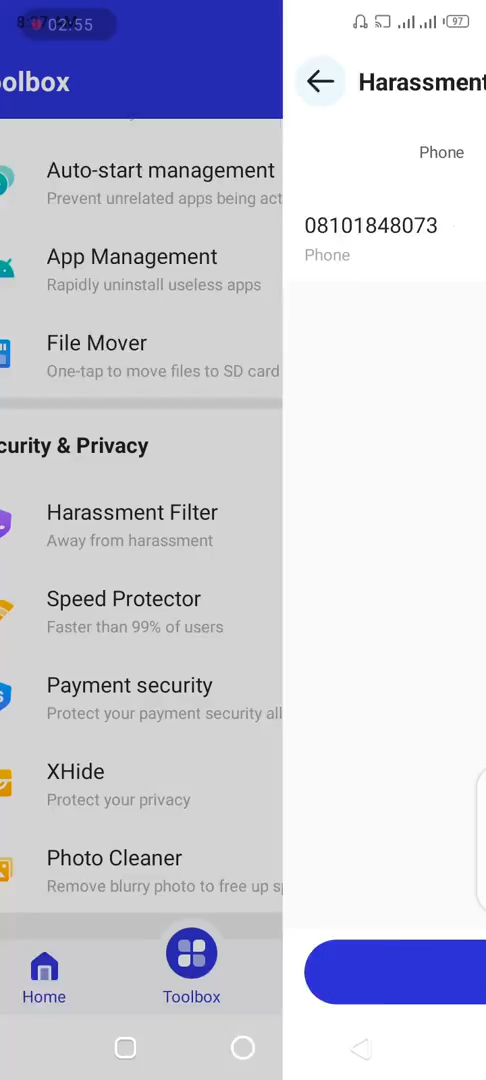 02:55
97
oolbox
Auto-start management
Prevent unrelated apps being act
App Management
Rapidly uninstall useless apps
File Mover
One-tap to move files to SD card
curity & Privacy
Harassment Filter
Away from harassment
Speed Protector
Faster than 99% of users
Payment security
Protect your payment security all
XHide
Protect your privacy
Photo Cleaner
Remove blurry photo to free up sp
Home
Toolbox
Harassment
Phone
08101848073
Phone